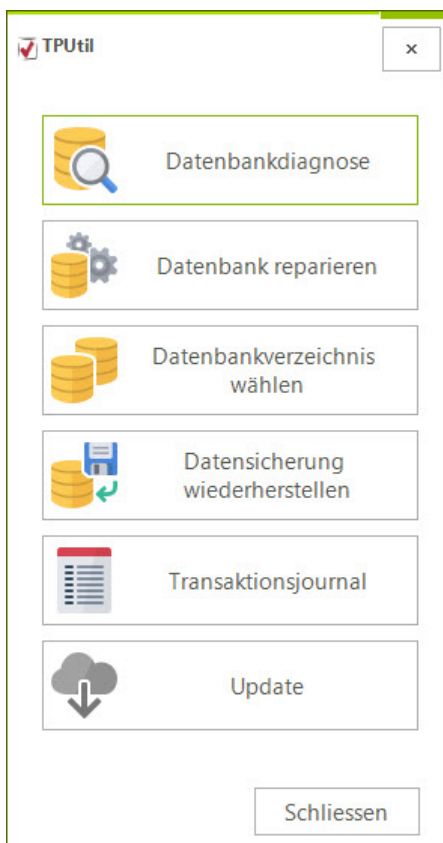 TPUtil
×
Datenbankdiagnose
Datenbank reparieren
Datenbankverzeichnis
wählen
Datensicherung
wiederherstellen
Transaktionsjournal
Update
Schliessen